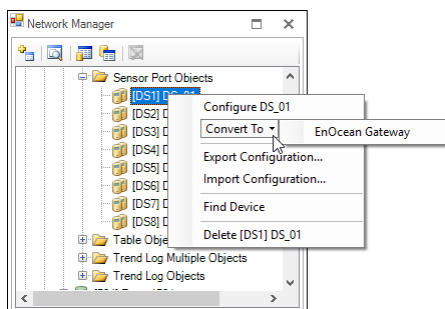 Network Manager
Sensor Port Objects
[DS1] DS_01
[DS2] D
[DS3] D
[DS4] D
[DS5] D
[DS6] D
[DS7] D
[DS8] D
Table Obje
Trend Log Multiple Objects
Trend Log Objects
Configure DS_01
Convert To
EnOcean Gateway
Export Configuration...
Import Configuration...
Find Device
Delete [DS1] DS_01